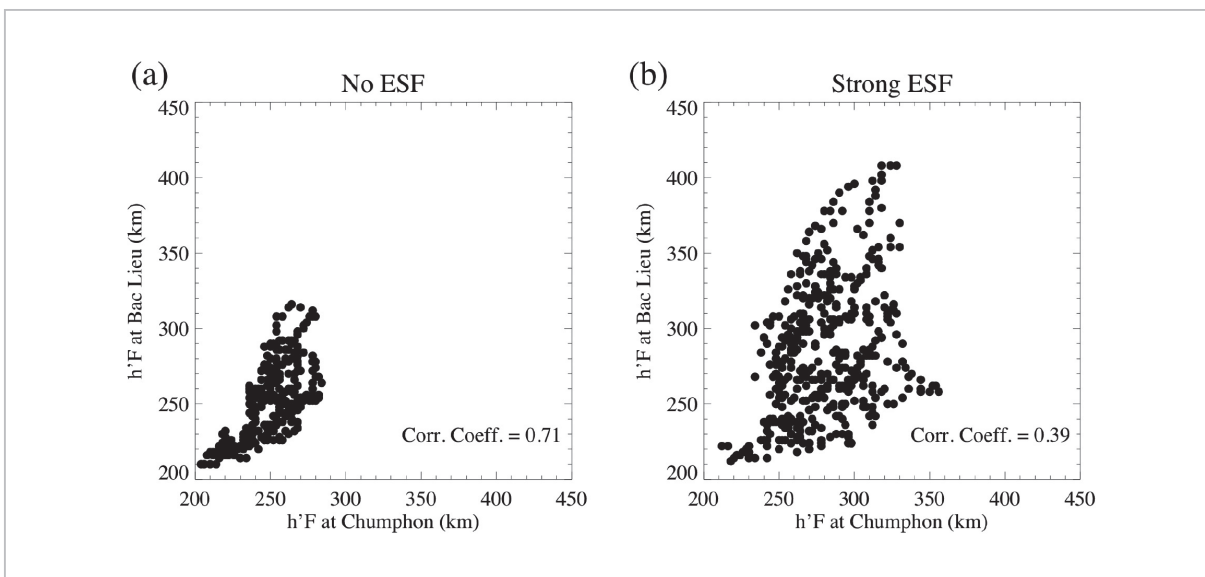 (a)
No ESF
450
400
350
300
250
200
h'F at Bac Lieu (km)
Corr. Coeff. = 0.71
200 250 300 350 400 450
h'F at Chumphon (km)
(b)
Strong ESF
450
400
350
300
250
200
h'F at Bac Lieu (km)
Corr. Coeff. = 0.39
200 250 300 350 400 450
h'F at Chumphon (km)